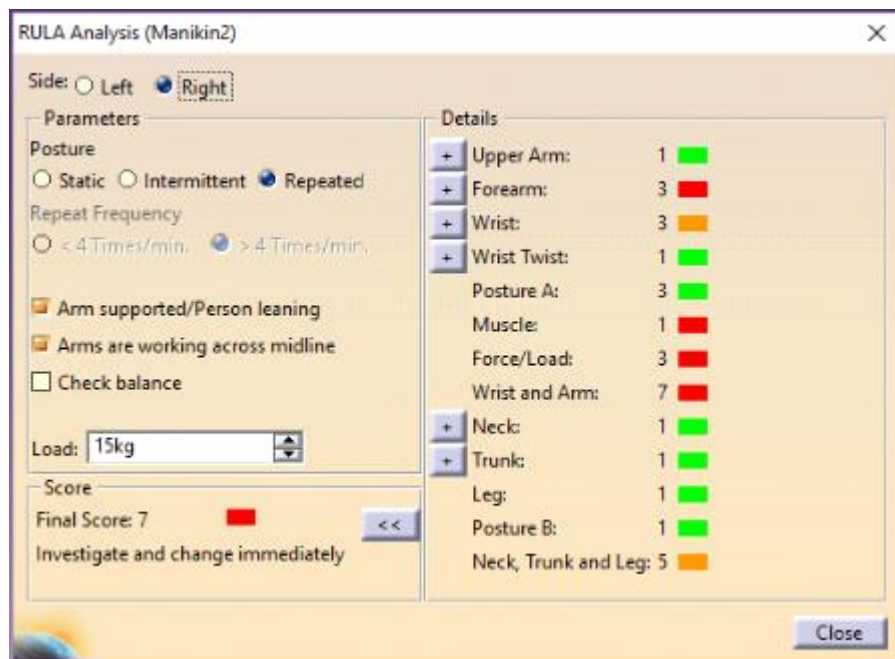 RULA Analysis (Manikin2)
Side: Left Right
Parameters
Posture
Static Intermittent Repeated
Repeat Frequency
< 4 Times/min. > 4 Times/min.
Arm supported/Person leaning
Arms are working across midline
Check balance
Load: 15kg
Score
Final Score: 7
<<
Investigate and change immediately
Details
+ Upper Arm: 1
+ Forearm: 3
+ Wrist: 3
+ Wrist Twist: 1
Posture A: 3
Muscle: 1
Force/Load: 3
Wrist and Arm: 7
+ Neck: 1
+ Trunk: 1
Leg: 1
Posture B: 1
Neck, Trunk and Leg: 5
Close